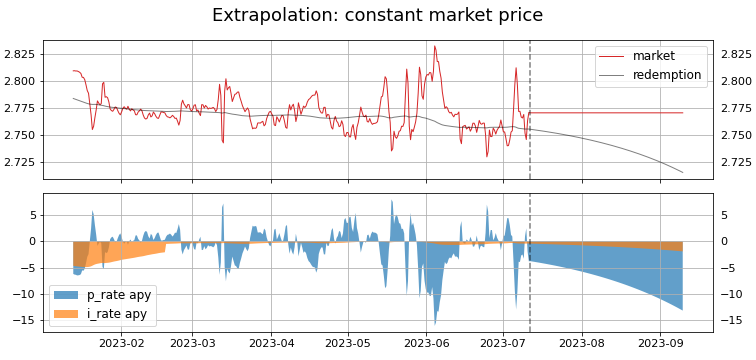 Extrapolation: constant market price
2.825 2.825
market
redemption
2.800 2.800
2.775 2.775
2.750 2.750
2.725 2.725
5 5
0 0
−5 −5
−10 −10
−15 −15
p_rate apy
i_rate apy
2023-02 2023-03 2023-04 2023-05 2023-06 2023-07 2023-08 2023-09